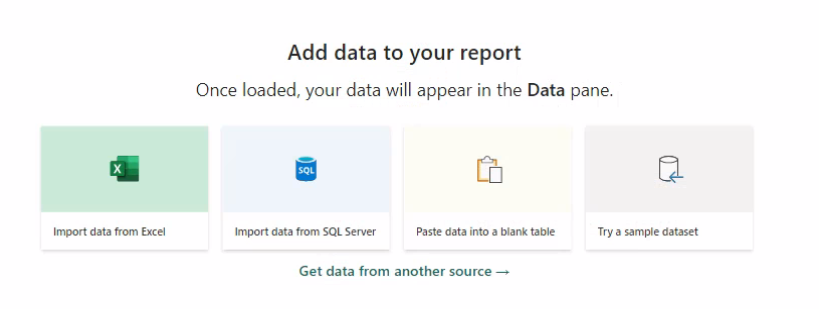 Add data to your report
Once loaded, your data will appear in the Data pane.
X
SQL
Import data from Excel
Import data from SQL Server
Paste data into a blank table
Try a sample dataset
Get data from another source →